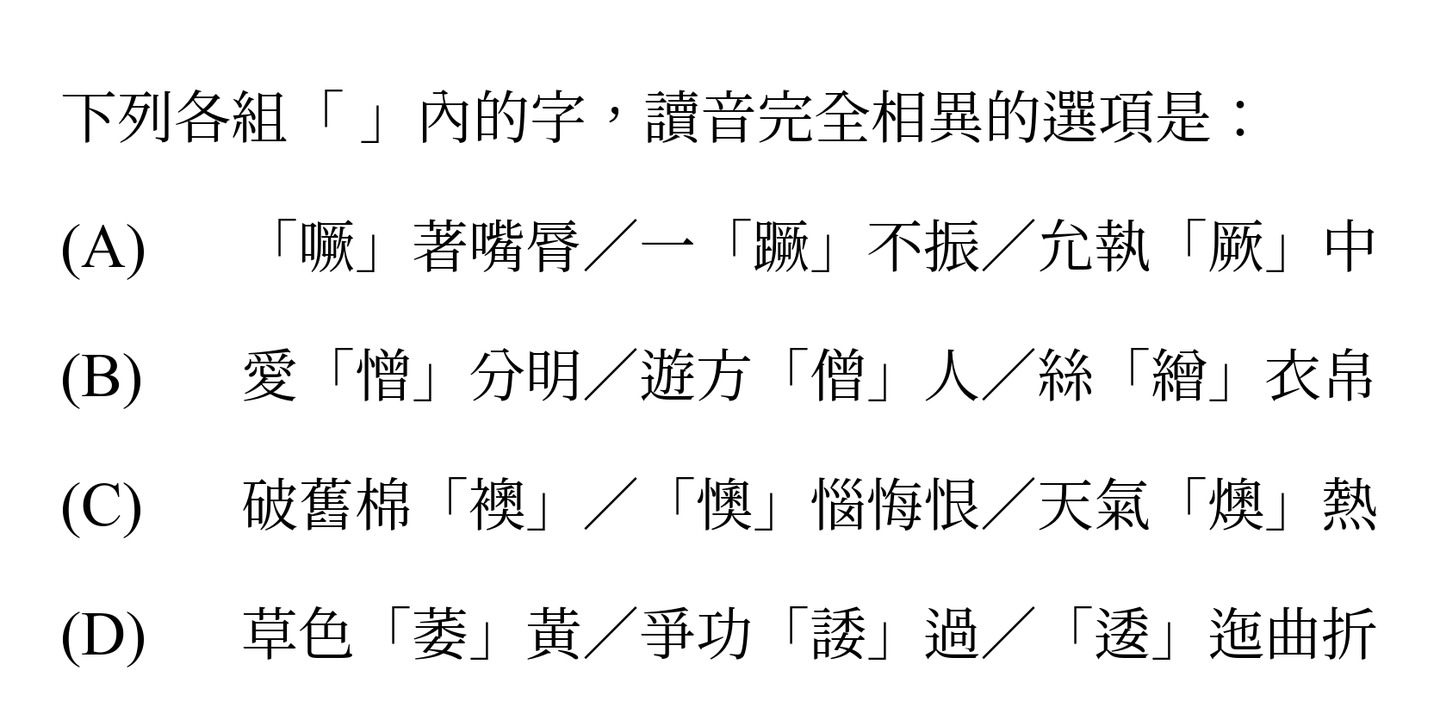 下列各組「 」內的字，讀音完全相異的選項是：
(A) 「噘」著嘴脣／一「蹶」不振／允執「厥」中
(B) 愛「憎」分明／遊方「僧」人／絲「繒」衣帛
(C) 破舊棉「襖」／「懊」惱悔恨／天氣「燠」熱
(D) 草色「萎」黃／爭功「諉」過／「逶」迤曲折